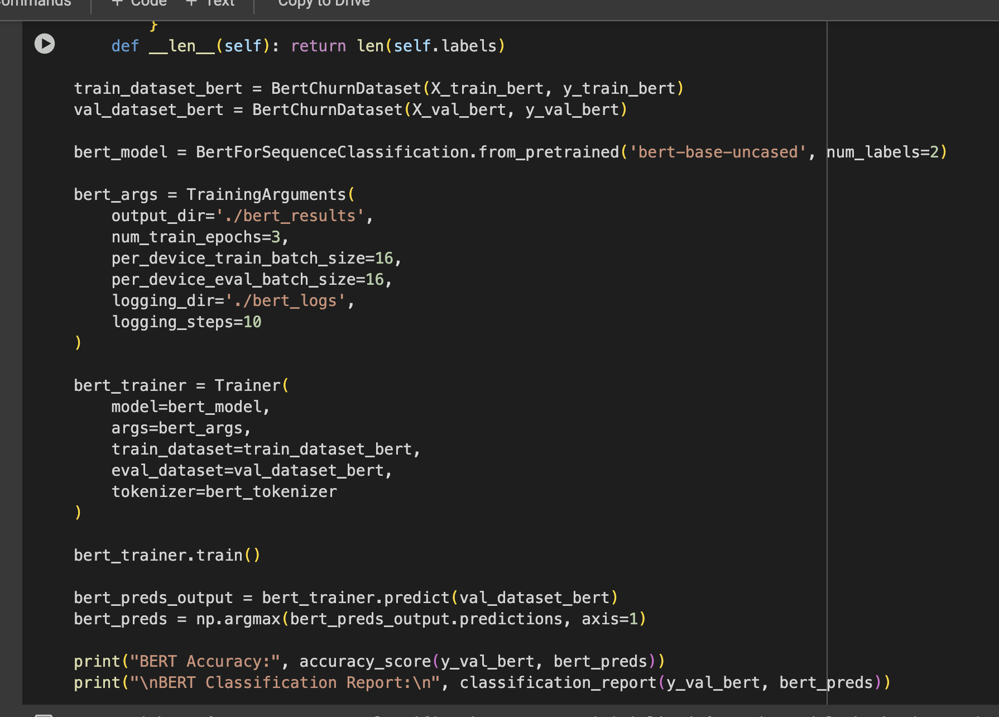 Commands + Code + Text Copy to Drive
}
def __len__(self): return len(self.labels)
train_dataset_bert = BertChurnDataset(X_train_bert, y_train_bert)
val_dataset_bert = BertChurnDataset(X_val_bert, y_val_bert)
bert_model = BertForSequenceClassification.from_pretrained('bert-base-uncased', num_labels=2)
bert_args = TrainingArguments(
output_dir='./bert_results',
num_train_epochs=3,
per_device_train_batch_size=16,
per_device_eval_batch_size=16,
logging_dir='./bert_logs',
logging_steps=10
)
bert_trainer = Trainer(
model=bert_model,
args=bert_args,
train_dataset=train_dataset_bert,
eval_dataset=val_dataset_bert,
tokenizer=bert_tokenizer
)
bert_trainer.train()
bert_preds_output = bert_trainer.predict(val_dataset_bert)
bert_preds = np.argmax(bert_preds_output.predictions, axis=1)
print("BERT Accuracy:", accuracy_score(y_val_bert, bert_preds))
print("\nBERT Classification Report:\n", classification_report(y_val_bert, bert_preds))